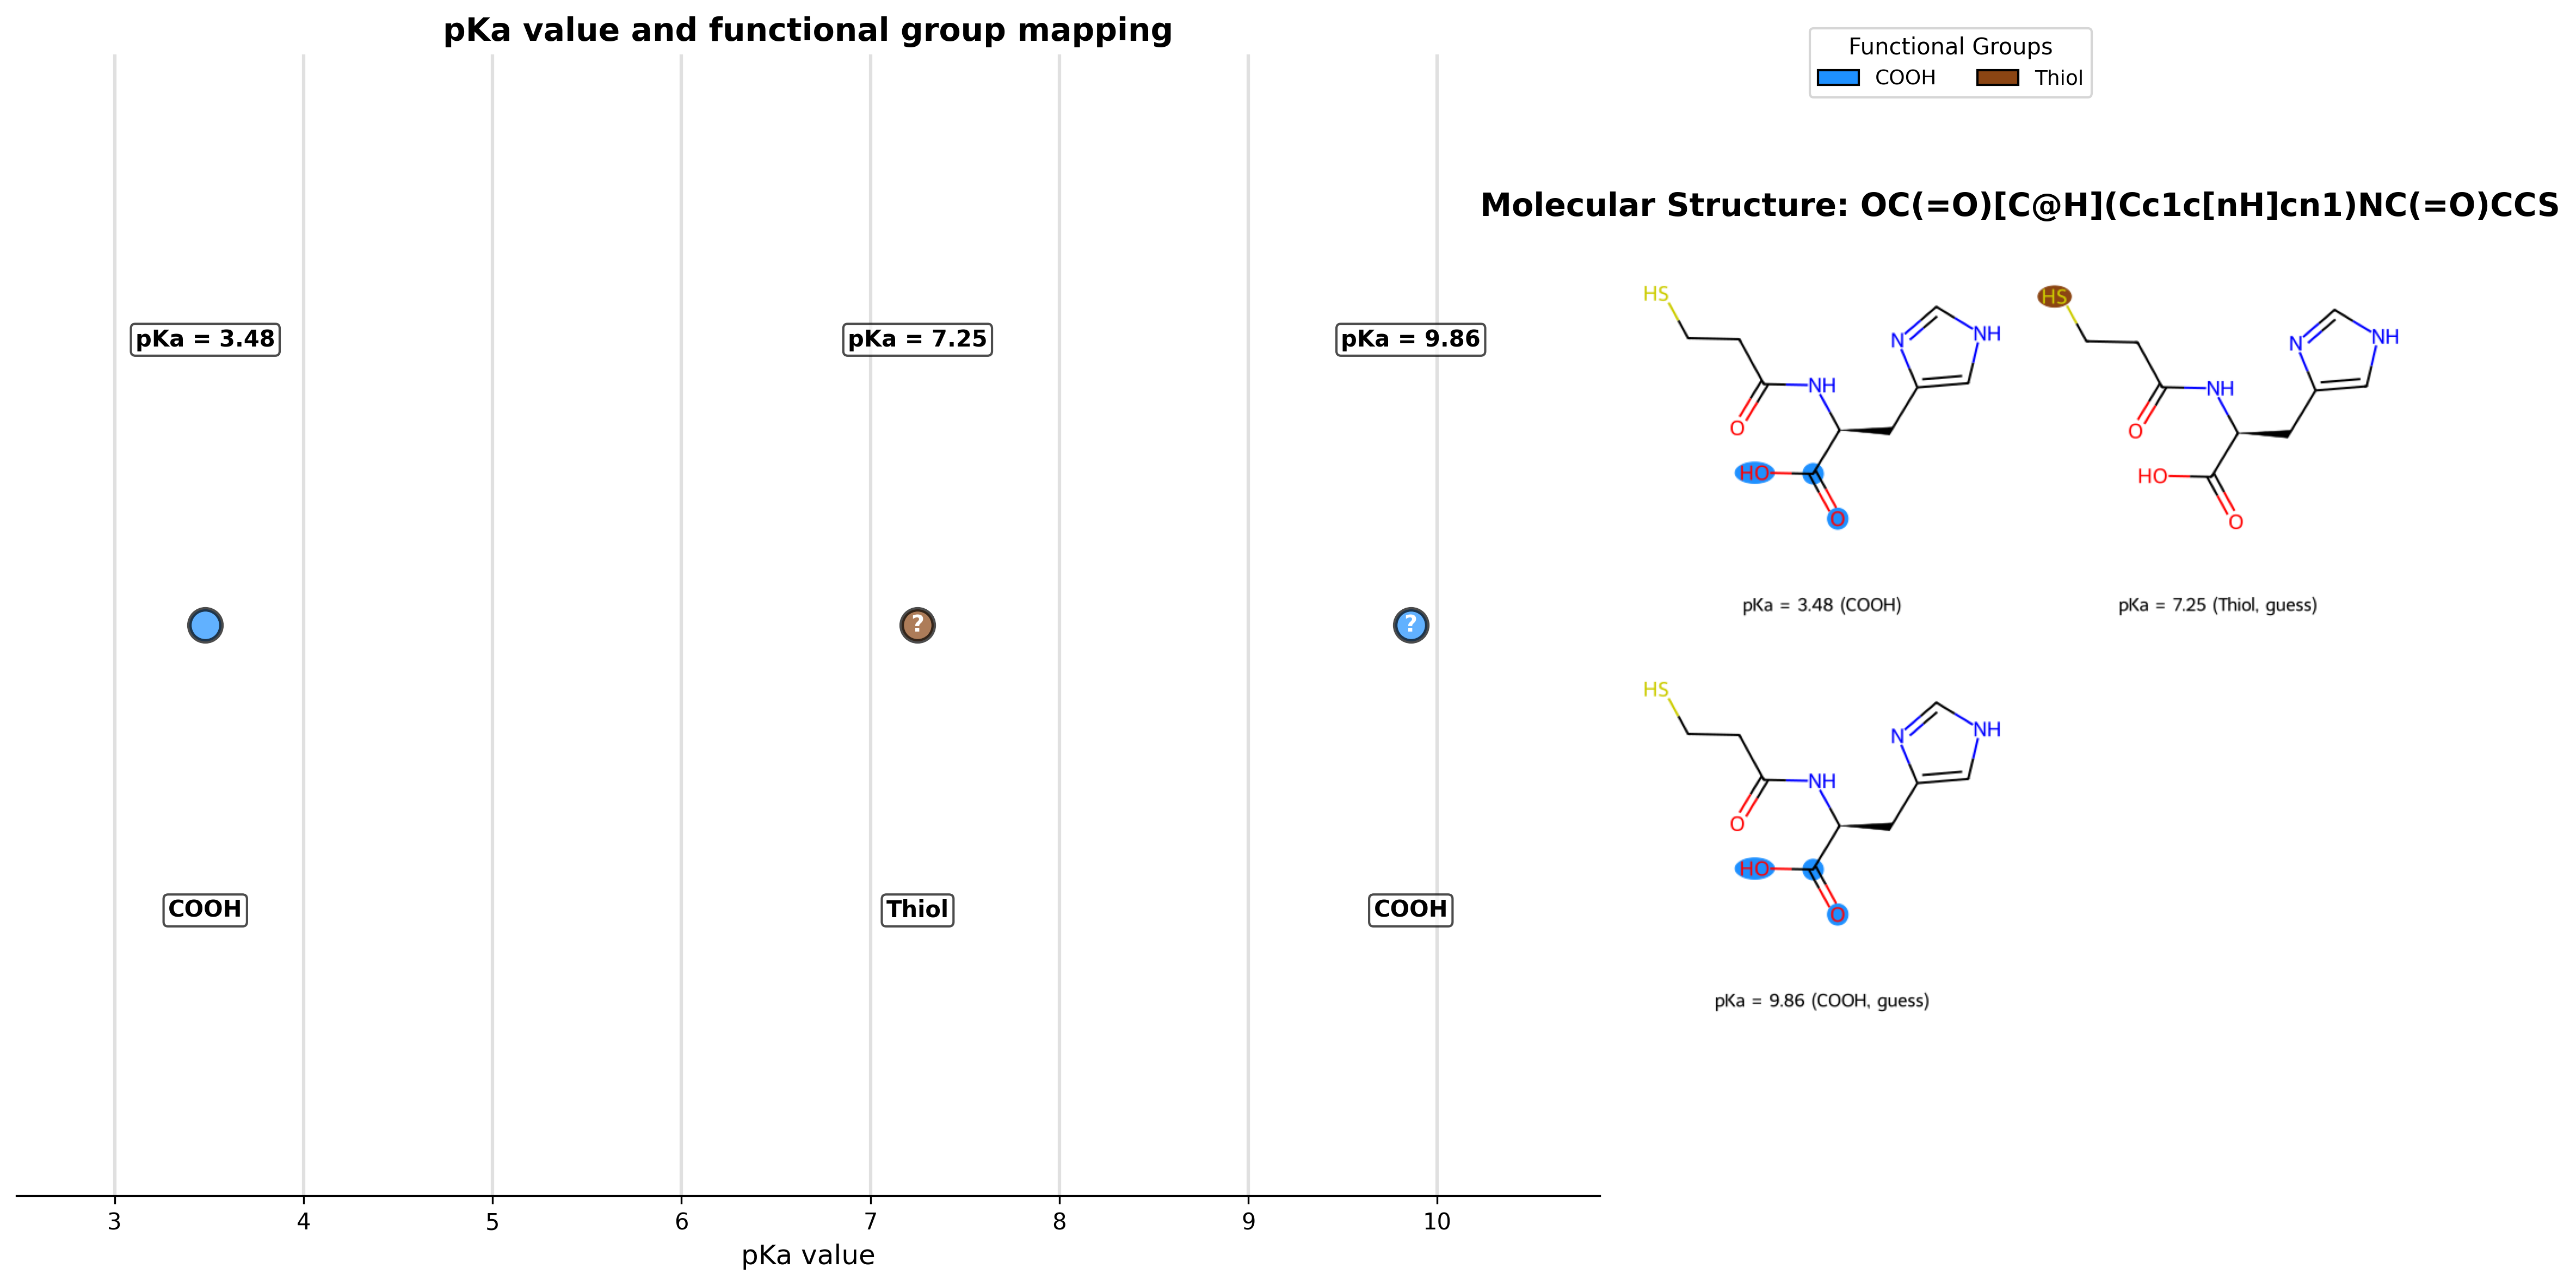 pKa value and functional group mapping
Functional Groups
COOH Thiol
Molecular Structure: OC(=O)[C@H](Cc1c[nH]cn1)NC(=O)CCS
pKa = 3.48
pKa = 7.25
pKa = 9.86
?
?
COOH
Thiol
COOH
3 4 5 6 7 8 9 10
pKa value
HS
N
NH
NH
O
HO
O
pKa = 3.48 (COOH)
HS
N
NH
NH
O
HO
O
pKa = 7.25 (Thiol, guess)
HS
N
NH
NH
O
HO
O
pKa = 9.86 (COOH, guess)